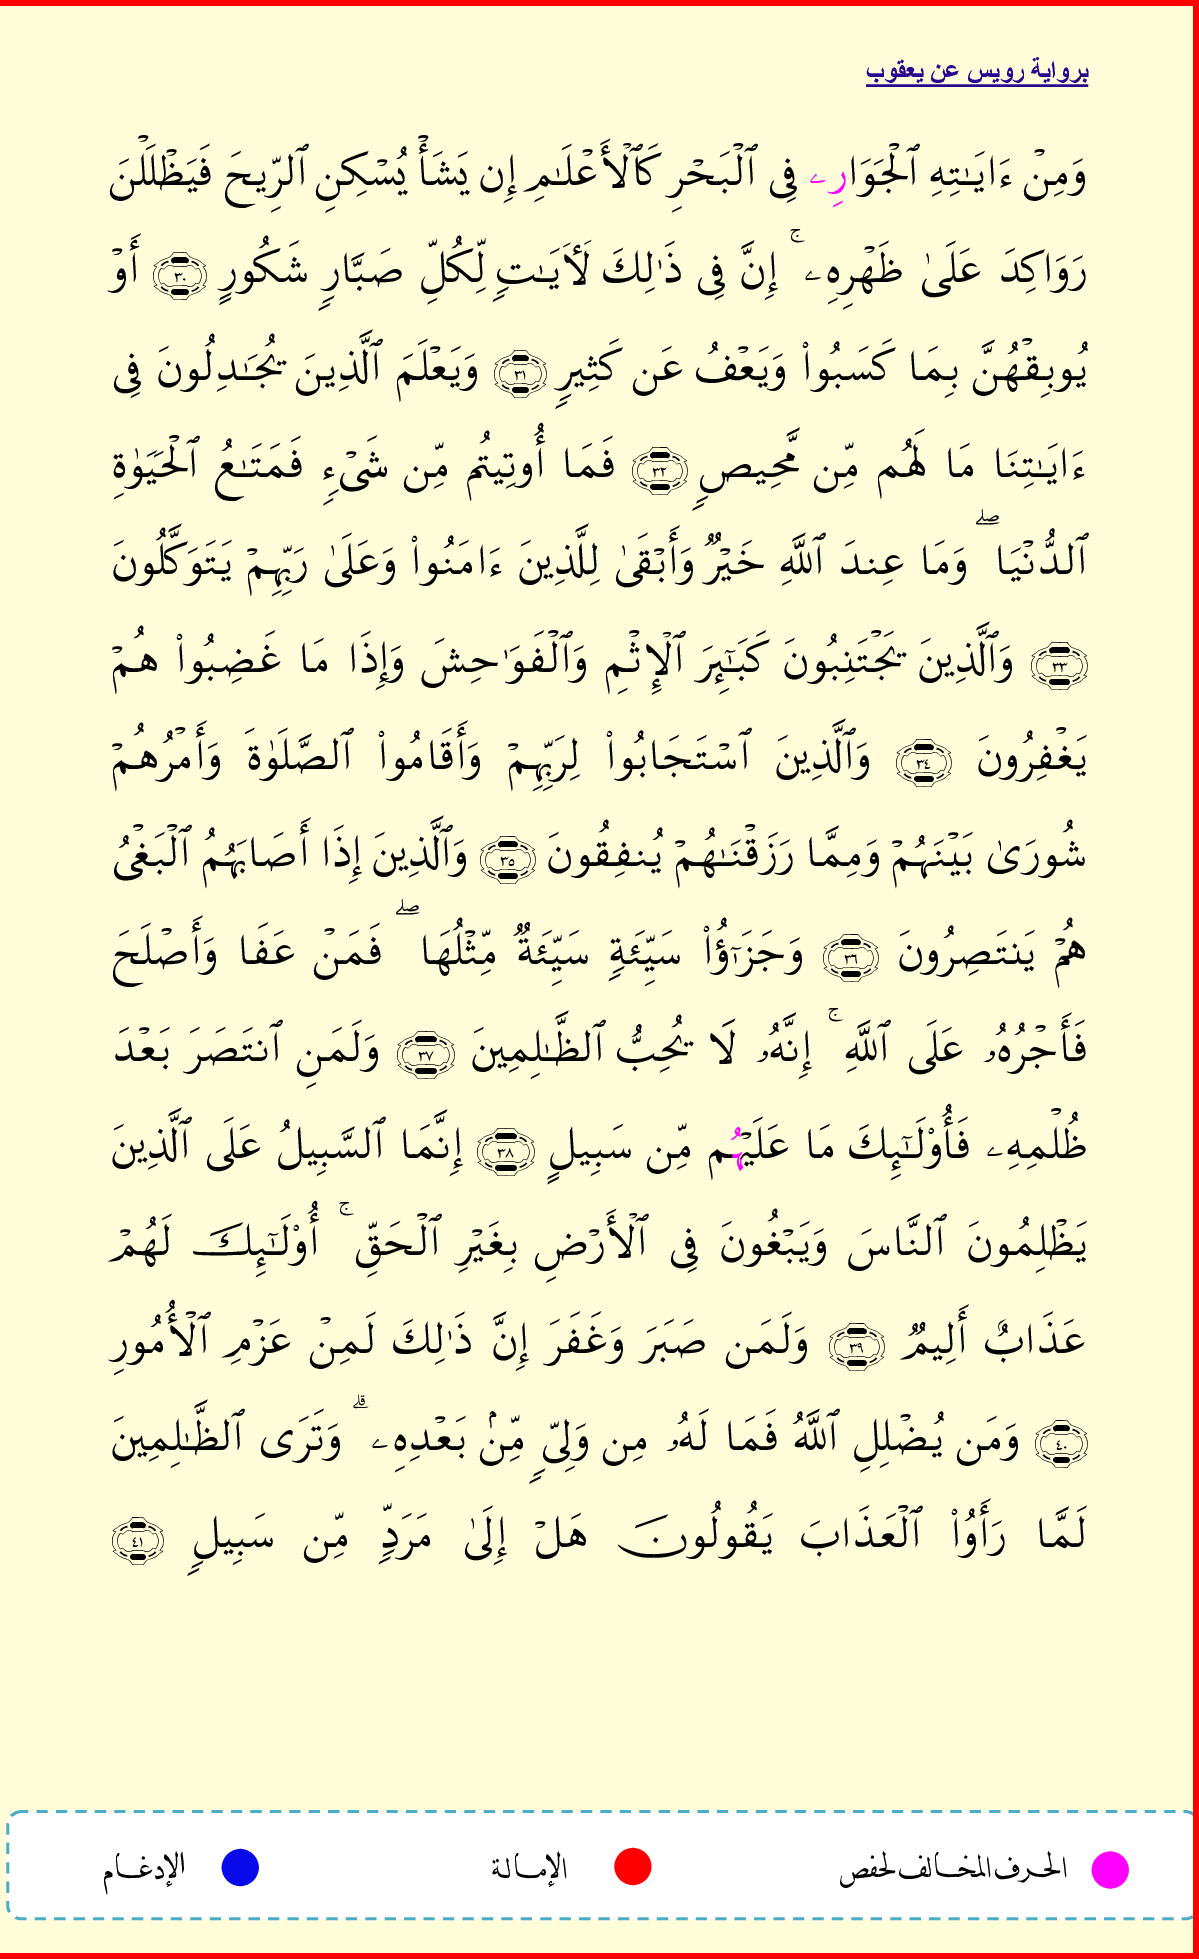 برواية رويس عن يعقوب
وَمِنْ ءَايَٰتِهِ ٱلْجَوَارِۦ فِى ٱلْبَحْرِ كَٱلْأَعْلَٰمِ إِن يَشَأْ يُسْكِنِ ٱلرِّيحَ فَيَظْلَلْنَ
رَوَاكِدَ عَلَىٰ ظَهْرِهِۦٓ ۚ إِنَّ فِى ذَٰلِكَ لَأٓيَٰتٍ لِّكُلِّ صَبَّارٍ شَكُورٍ ٣٠ أَوْ
يُوبِقْهُنَّ بِمَا كَسَبُوا۟ وَيَعْفُ عَن كَثِيرٍ ٣١ وَيَعْلَمَ ٱلَّذِينَ يُجَٰدِلُونَ فِى
ءَايَٰتِنَا مَا لَهُم مِّن مَّحِيصٍ ٣٢ فَمَا أُوتِيتُم مِّن شَىْءٍ فَمَتَٰعُ ٱلْحَيَوٰةِ
ٱلدُّنْيَا ۖ وَمَا عِندَ ٱللَّهِ خَيْرٌ وَأَبْقَىٰ لِلَّذِينَ ءَامَنُوا۟ وَعَلَىٰ رَبِّهِمْ يَتَوَكَّلُونَ
٣٣ وَٱلَّذِينَ يَجْتَنِبُونَ كَبَٰٓئِرَ ٱلْإِثْمِ وَٱلْفَوَٰحِشَ وَإِذَا مَا غَضِبُوا۟ هُمْ
يَغْفِرُونَ ٣٤ وَٱلَّذِينَ ٱسْتَجَابُوا۟ لِرَبِّهِمْ وَأَقَامُوا۟ ٱلصَّلَوٰةَ وَأَمْرُهُمْ
شُورَىٰ بَيْنَهُمْ وَمِمَّا رَزَقْنَٰهُمْ يُنفِقُونَ ٣٥ وَٱلَّذِينَ إِذَا أَصَابَهُمُ ٱلْبَغْىُ
هُمْ يَنتَصِرُونَ ٣٦ وَجَزَٰٓؤُا۟ سَيِّئَةٍ سَيِّئَةٌ مِّثْلُهَا ۖ فَمَنْ عَفَا وَأَصْلَحَ
فَأَجْرُهُۥ عَلَى ٱللَّهِ ۚ إِنَّهُۥ لَا يُحِبُّ ٱلظَّٰلِمِينَ ٣٧ وَلَمَنِ ٱنتَصَرَ بَعْدَ
ظُلْمِهِۦ فَأُو۟لَٰٓئِكَ مَا عَلَيْهُم مِّن سَبِيلٍ ٣٨ إِنَّمَا ٱلسَّبِيلُ عَلَى ٱلَّذِينَ
يَظْلِمُونَ ٱلنَّاسَ وَيَبْغُونَ فِى ٱلْأَرْضِ بِغَيْرِ ٱلْحَقِّ ۚ أُو۟لَٰٓئِكَ لَهُمْ
عَذَابٌ أَلِيمٌ ٣٩ وَلَمَن صَبَرَ وَغَفَرَ إِنَّ ذَٰلِكَ لَمِنْ عَزْمِ ٱلْأُمُورِ
٤٠ وَمَن يُضْلِلِ ٱللَّهُ فَمَا لَهُۥ مِن وَلِىٍّ مِّنۢ بَعْدِهِۦ ۗ وَتَرَى ٱلظَّٰلِمِينَ
لَمَّا رَأَوُا۟ ٱلْعَذَابَ يَقُولُونَ هَلْ إِلَىٰ مَرَدٍّ مِّن سَبِيلٍ ٤١
الحرف المخالف لحفص الإمالة الإدغام